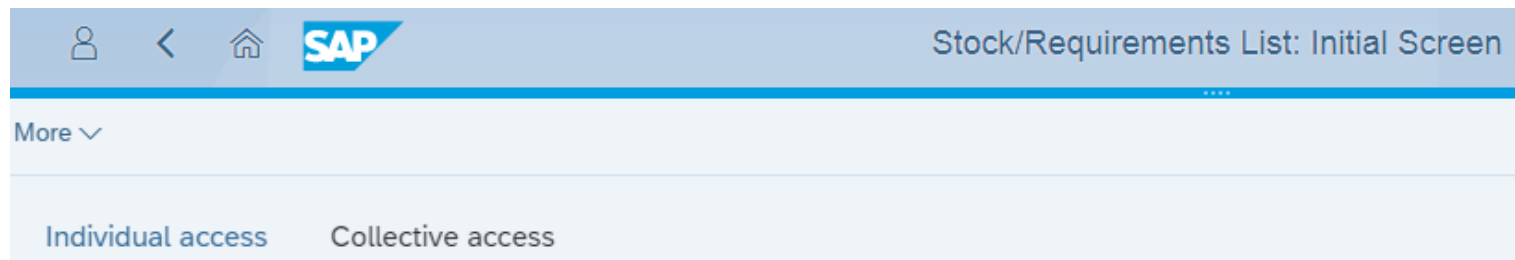 SAP Stock/Requirements List: Initial Screen
More
Individual access Collective access